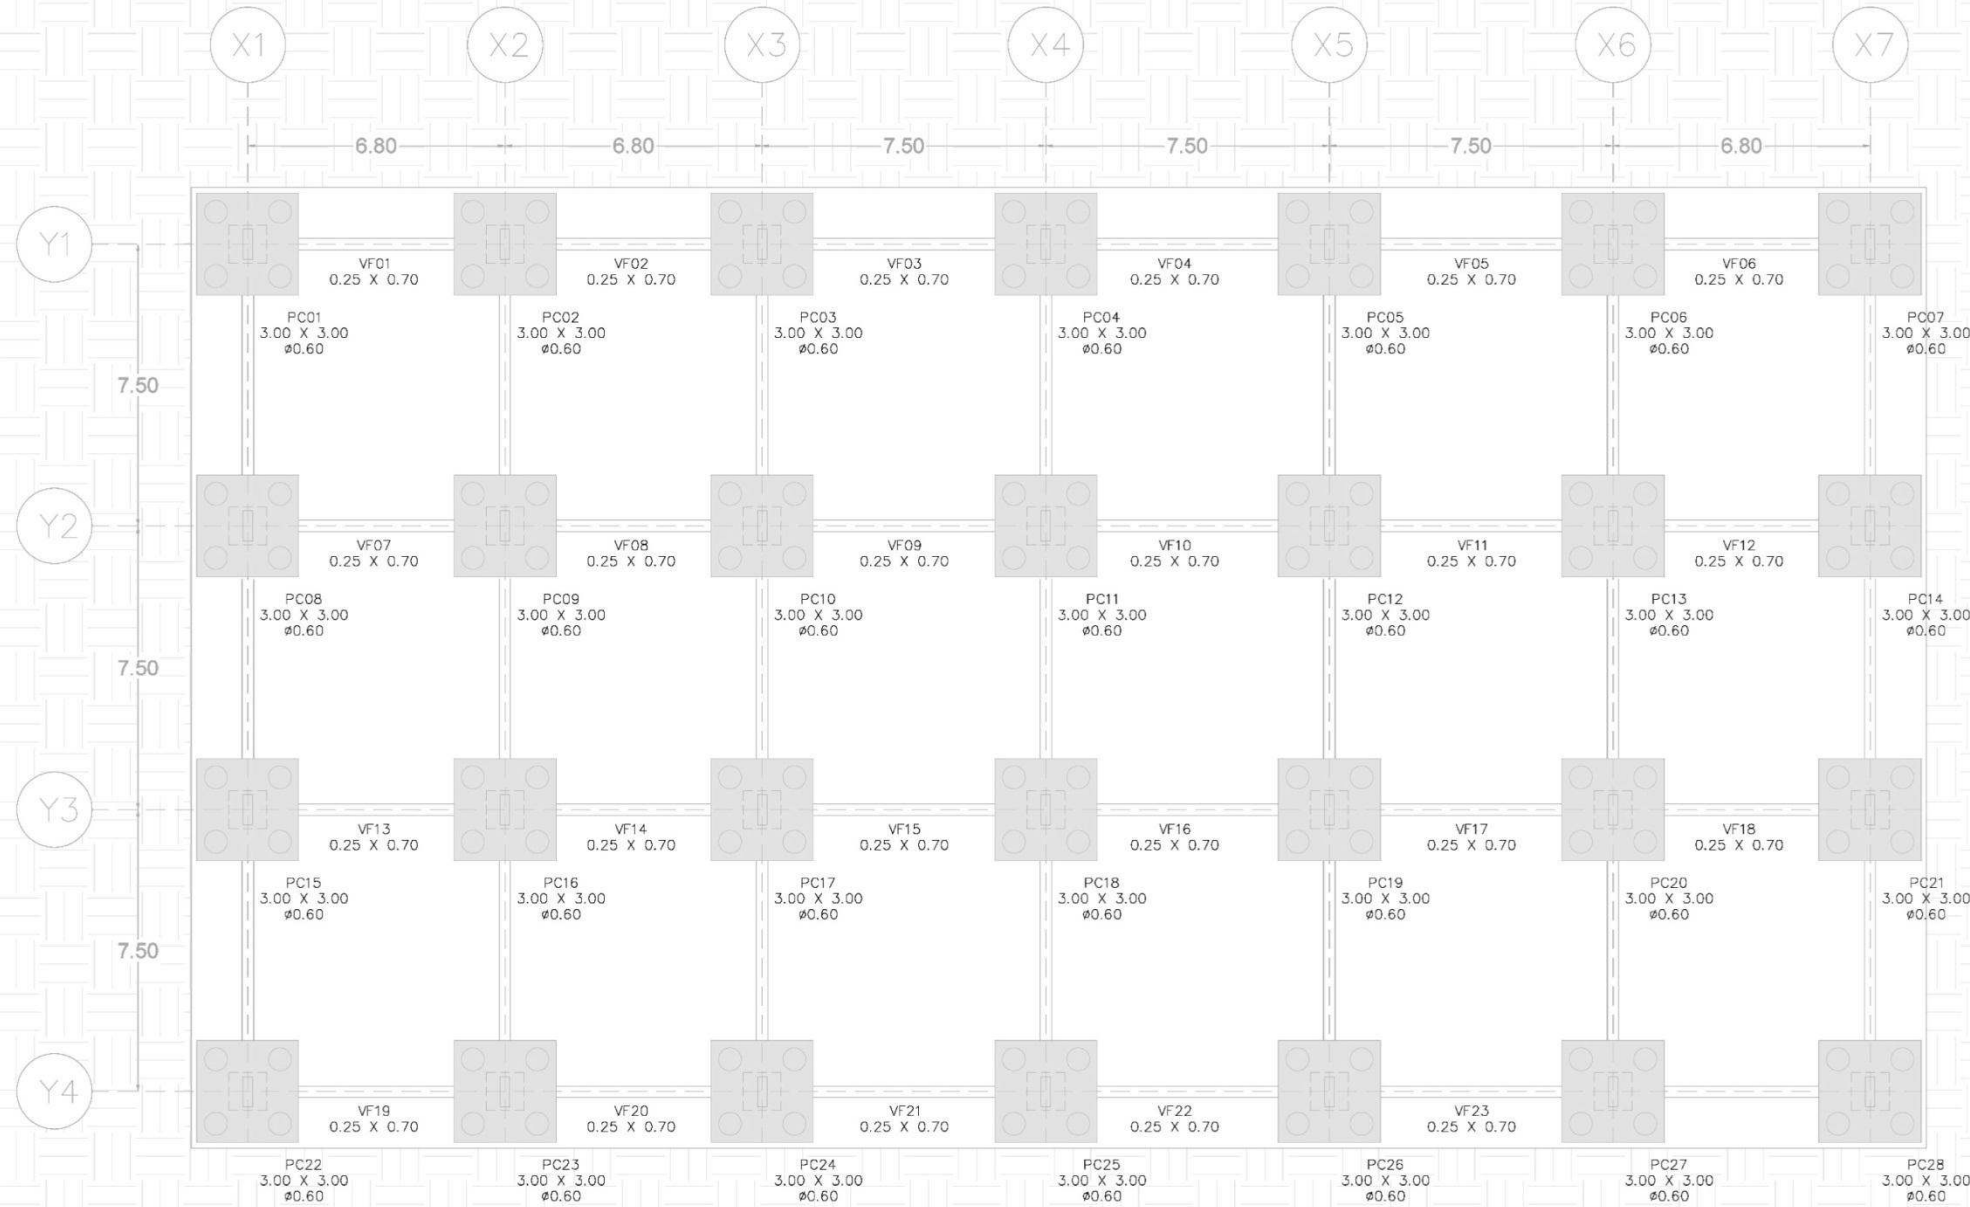 X1 X2 X3 X4 X5 X6 X7
6.80 6.80 7.50 7.50 7.50 6.80
Y1
VF01 VF02 VF03 VF04 VF05 VF06
0.25 X 0.70 0.25 X 0.70 0.25 X 0.70 0.25 X 0.70 0.25 X 0.70 0.25 X 0.70
PC01 PC02 PC03 PC04 PC05 PC06 PC07
3.00 X 3.00 3.00 X 3.00 3.00 X 3.00 3.00 X 3.00 3.00 X 3.00 3.00 X 3.00 3.00 X 3.00
ø0.60 ø0.60 ø0.60 ø0.60 ø0.60 ø0.60 ø0.60
7.50
Y2
VF07 VF08 VF09 VF10 VF11 VF12
0.25 X 0.70 0.25 X 0.70 0.25 X 0.70 0.25 X 0.70 0.25 X 0.70 0.25 X 0.70
PC08 PC09 PC10 PC11 PC12 PC13 PC14
3.00 X 3.00 3.00 X 3.00 3.00 X 3.00 3.00 X 3.00 3.00 X 3.00 3.00 X 3.00 3.00 X 3.00
ø0.60 ø0.60 ø0.60 ø0.60 ø0.60 ø0.60 ø0.60
7.50
Y3
VF13 VF14 VF15 VF16 VF17 VF18
0.25 X 0.70 0.25 X 0.70 0.25 X 0.70 0.25 X 0.70 0.25 X 0.70 0.25 X 0.70
PC15 PC16 PC17 PC18 PC19 PC20 PC21
3.00 X 3.00 3.00 X 3.00 3.00 X 3.00 3.00 X 3.00 3.00 X 3.00 3.00 X 3.00 3.00 X 3.00
ø0.60 ø0.60 ø0.60 ø0.60 ø0.60 ø0.60 ø0.60
7.50
Y4
VF19 VF20 VF21 VF22 VF23
0.25 X 0.70 0.25 X 0.70 0.25 X 0.70 0.25 X 0.70 0.25 X 0.70
PC22 PC23 PC24 PC25 PC26 PC27 PC28
3.00 X 3.00 3.00 X 3.00 3.00 X 3.00 3.00 X 3.00 3.00 X 3.00 3.00 X 3.00 3.00 X 3.00
ø0.60 ø0.60 ø0.60 ø0.60 ø0.60 ø0.60 ø0.60